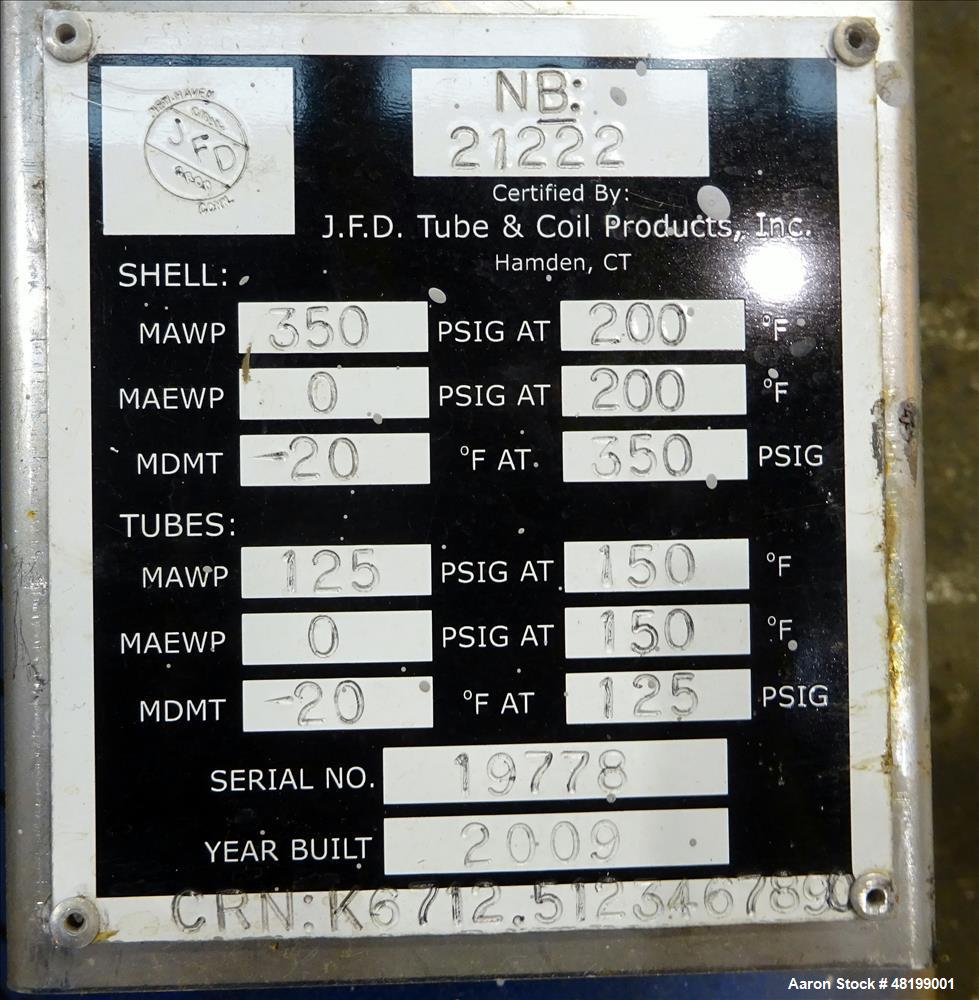 JFD
NB:
21222
Certified By:
J.F.D. Tube & Coil Products, Inc.
Hamden, CT
SHELL:
MAWP 350 PSIG AT 200 °F
MAEWP 0 PSIG AT 200 °F
MDMT -20 °F AT 350 PSIG
TUBES:
MAWP 125 PSIG AT 150 °F
MAEWP 0 PSIG AT 150 °F
MDMT -20 °F AT 125 PSIG
SERIAL NO. 19778
YEAR BUILT 2009
CRN:K6712.5123467890
Aaron Stock # 48199001